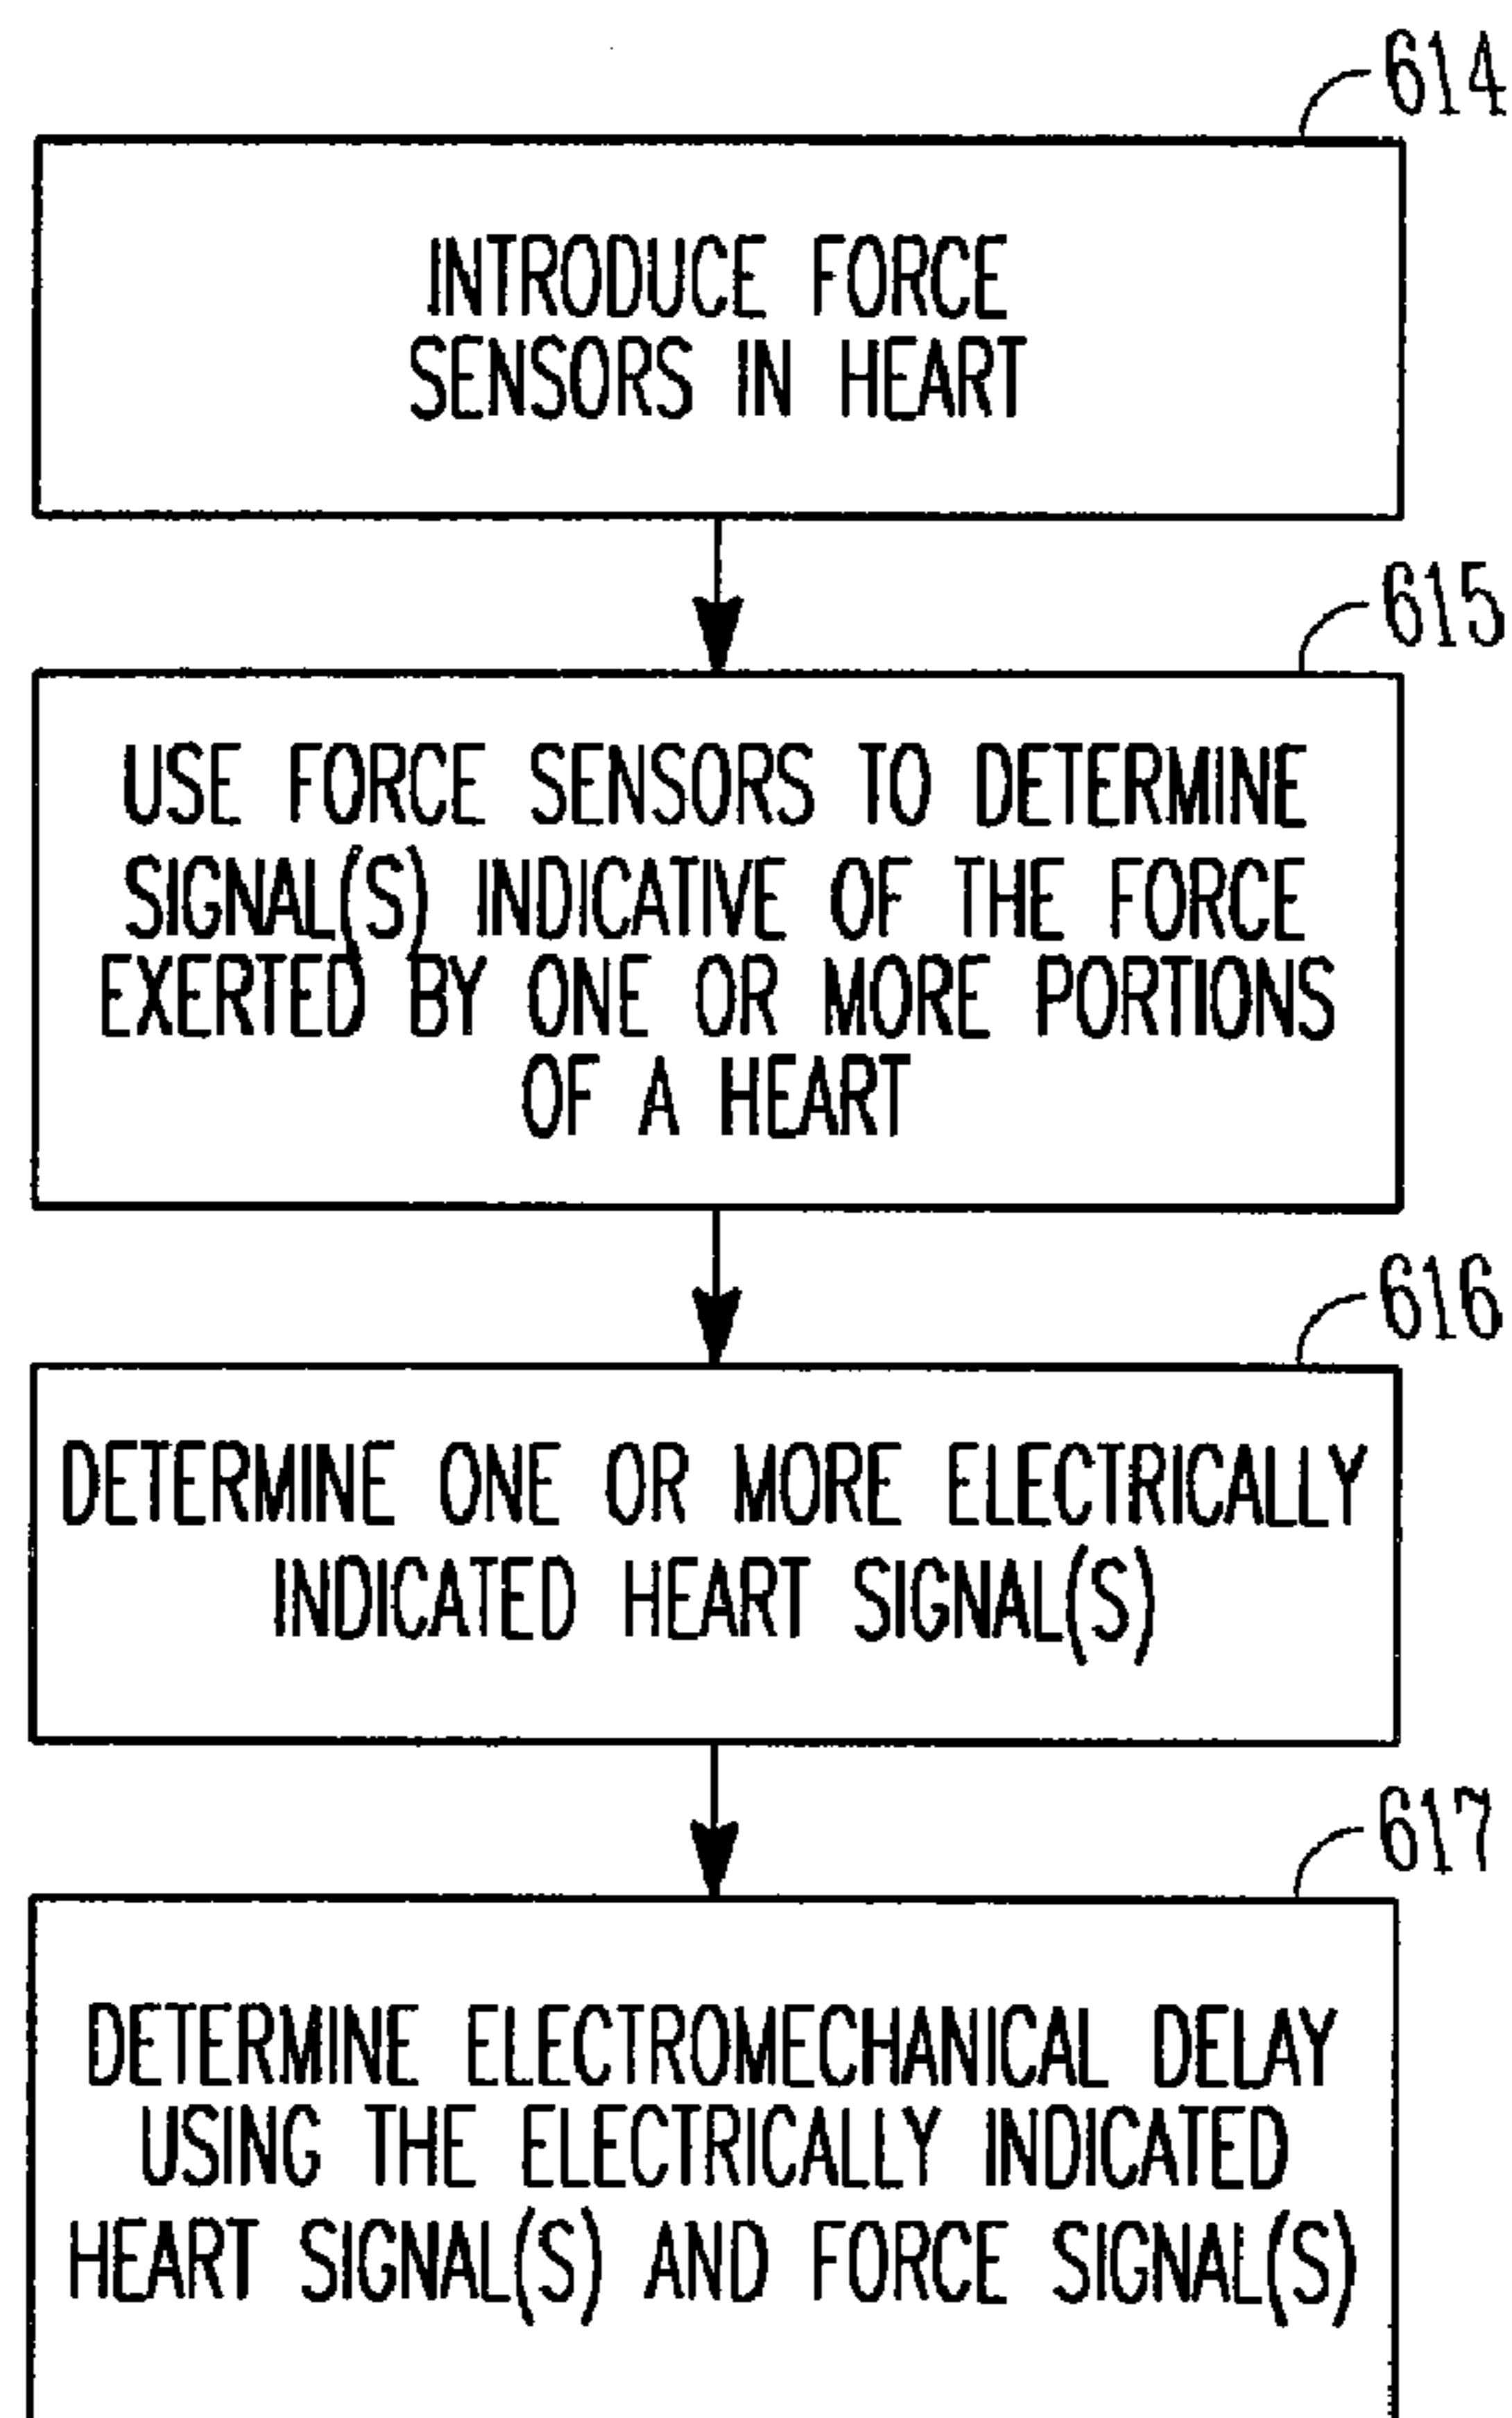 614
INTRODUCE FORCE
SENSORS IN HEART
615
USE FORCE SENSORS TO DETERMINE
SIGNAL(S) INDICATIVE OF THE FORCE
EXERTED BY ONE OR MORE PORTIONS
OF A HEART
616
DETERMINE ONE OR MORE ELECTRICALLY
INDICATED HEART SIGNAL(S)
617
DETERMINE ELECTROMECHANICAL DELAY
USING THE ELECTRICALLY INDICATED
HEART SIGNAL(S) AND FORCE SIGNAL(S)